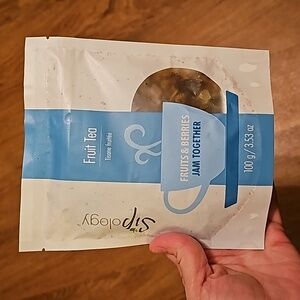 Sipology
Fruit Tea
Tisane fruitée
FRUITS & BERRIES
JAM TOGETHER
100 g / 3.53 oz